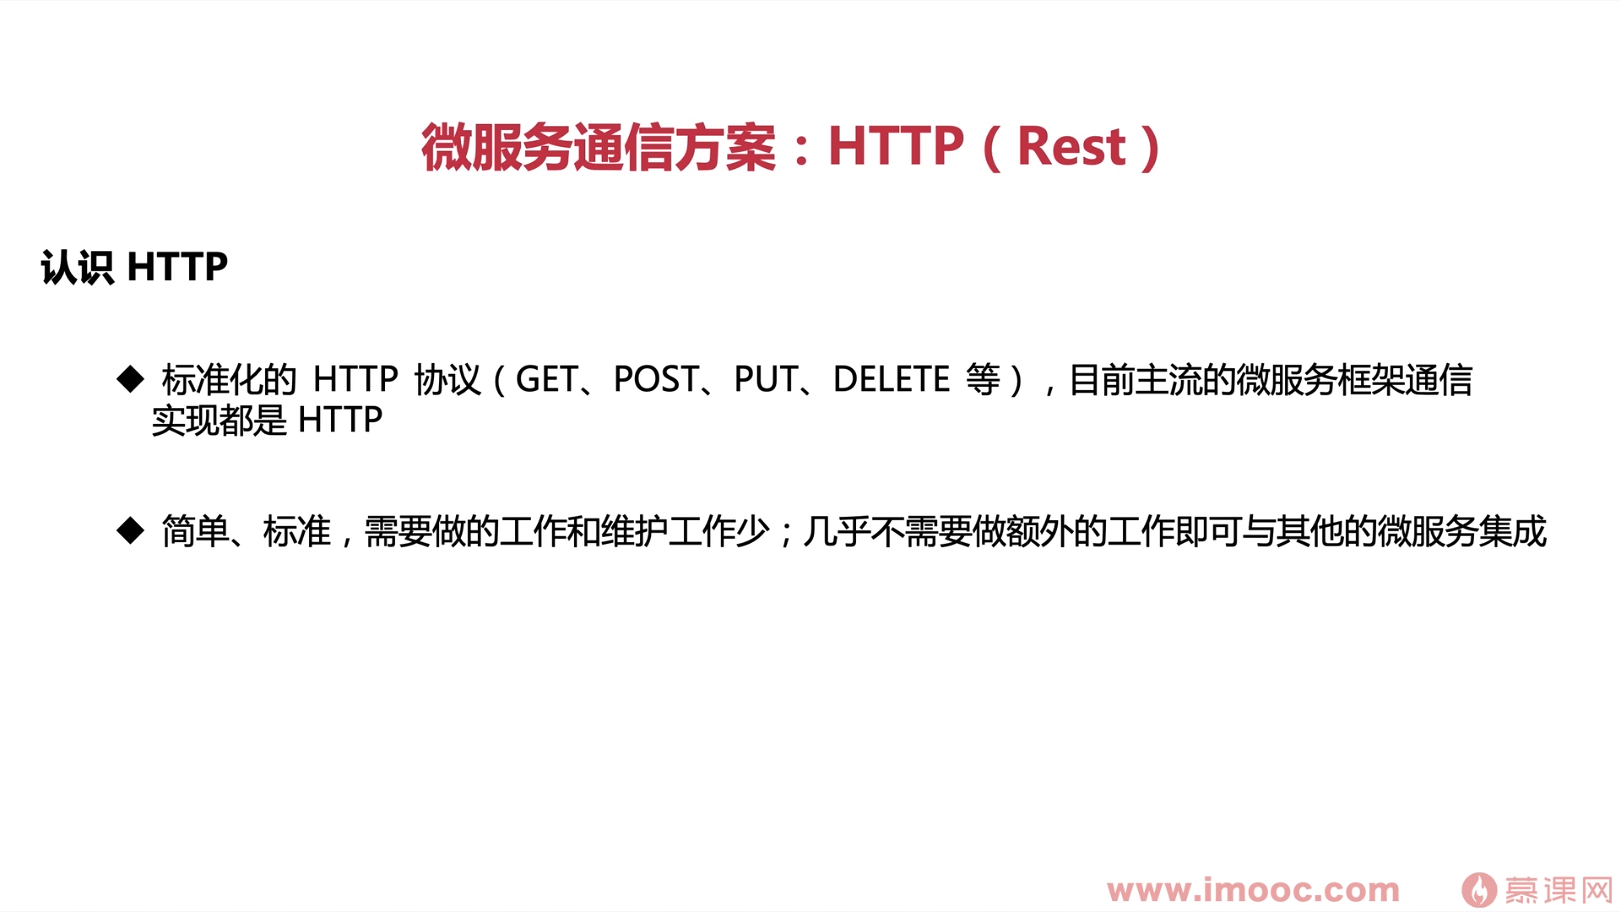 微服务通信方案：HTTP（Rest）
认识 HTTP
◆ 标准化的 HTTP 协议（GET、POST、PUT、DELETE 等），目前主流的微服务框架通信
实现都是 HTTP
◆ 简单、标准，需要做的工作和维护工作少；几乎不需要做额外的工作即可与其他的微服务集成
www.imooc.com 慕课网